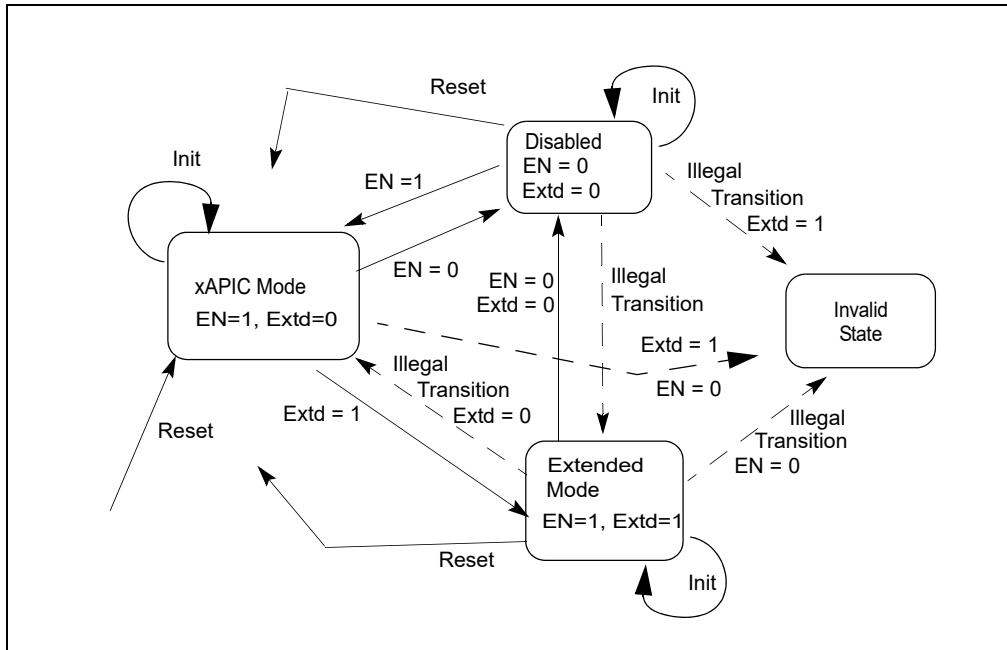 Reset
Init
Disabled
EN = 0
Extd = 0
Init
EN =1
Illegal
Transition
Extd = 1
xAPIC Mode
EN=1, Extd=0
EN = 0
EN = 0
Extd = 0
Illegal
Transition
Invalid
State
Extd = 1
EN = 0
Illegal
Transition
Extd = 0
Extd = 1
Reset
Illegal
Transition
EN = 0
Extended
Mode
EN=1, Extd=1
Reset
Init